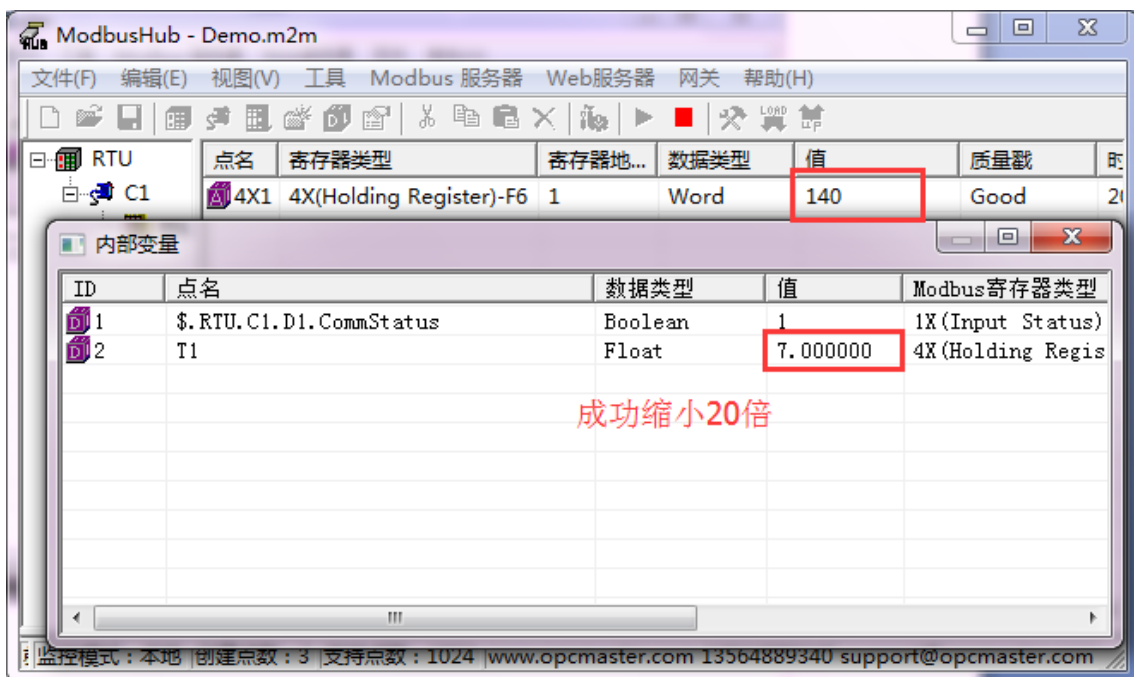 ModbusHub - Demo.m2m
文件(F) 编辑(E) 视图(V) 工具 Modbus 服务器 Web服务器 网关 帮助(H)
RTU 点名 寄存器类型 寄存器地... 数据类型 值 质量戳
C1 4X1 4X(Holding Register)-F6 1 Word 140 Good
内部变量
ID 点名 数据类型 值 Modbus寄存器类型
1 $.RTU.C1.D1.CommStatus Boolean 1 1X(Input Status)
2 T1 Float 7.000000 4X(Holding Regis
成功缩小20倍
监控模式：本地 创建点数：3 支持点数：1024 www.opcmaster.com 13564889340 support@opcmaster.com